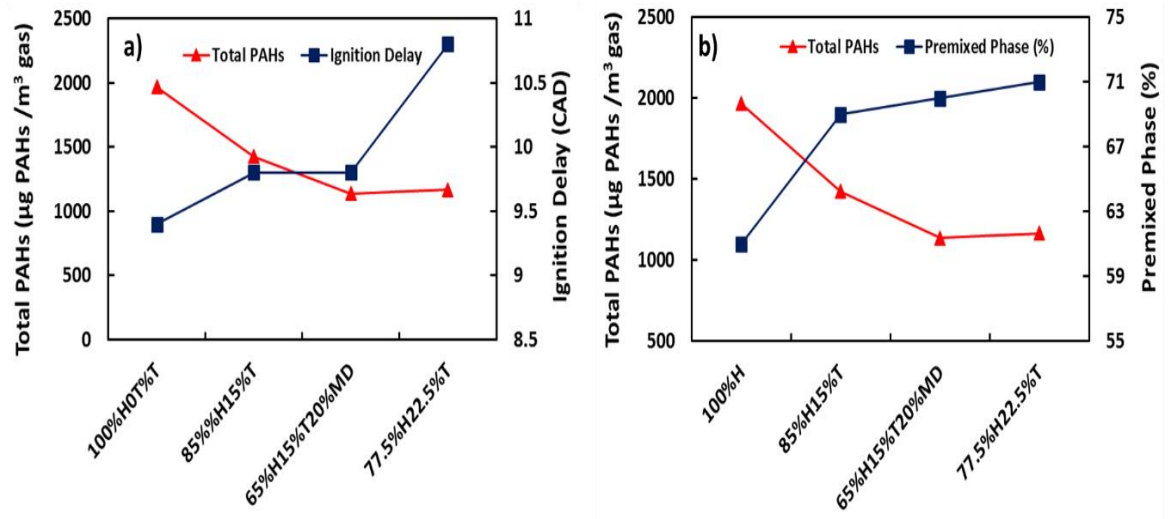 a)
Total PAHs
Ignition Delay
Total PAHs (µg PAHs /m³ gas)
2500
2000
1500
1000
500
0
11
10.5
10
9.5
9
8.5
Ignition Delay (CAD)
100%H0T%T
85%%H15%T
65%H15%T20%MD
77.5%H22.5%T
b)
Total PAHs
Premixed Phase (%)
Total PAHs (µg PAHs /m³ gas)
2500
2000
1500
1000
500
75
71
67
63
59
55
Premixed Phase (%)
100%H
85%H15%T
65%H15%T20%MD
77.5%H22.5%T